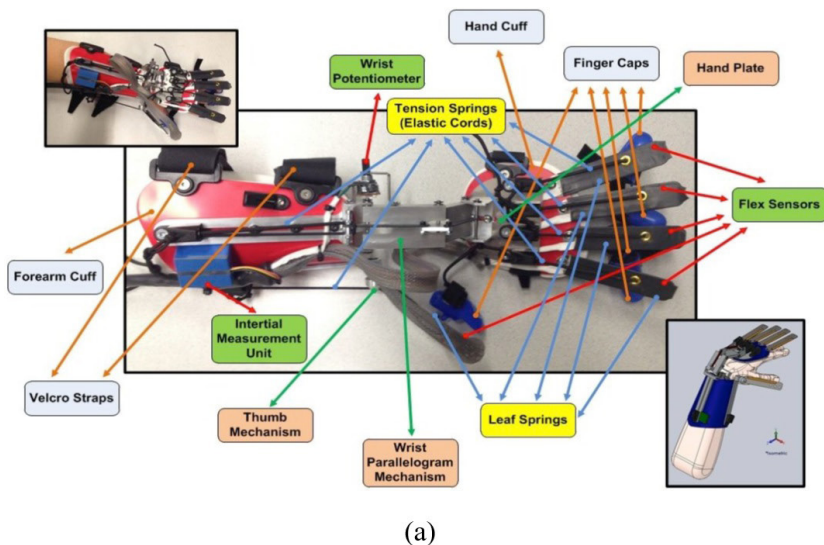 Hand Cuff
Wrist
Potentiometer
Finger Caps
Hand Plate
Tension Springs
(Elastic Cords)
Flex Sensors
Forearm Cuff
Intertial
Measurement
Unit
Velcro Straps
Thumb
Mechanism
Wrist
Parallelogram
Mechanism
Leaf Springs
(a)